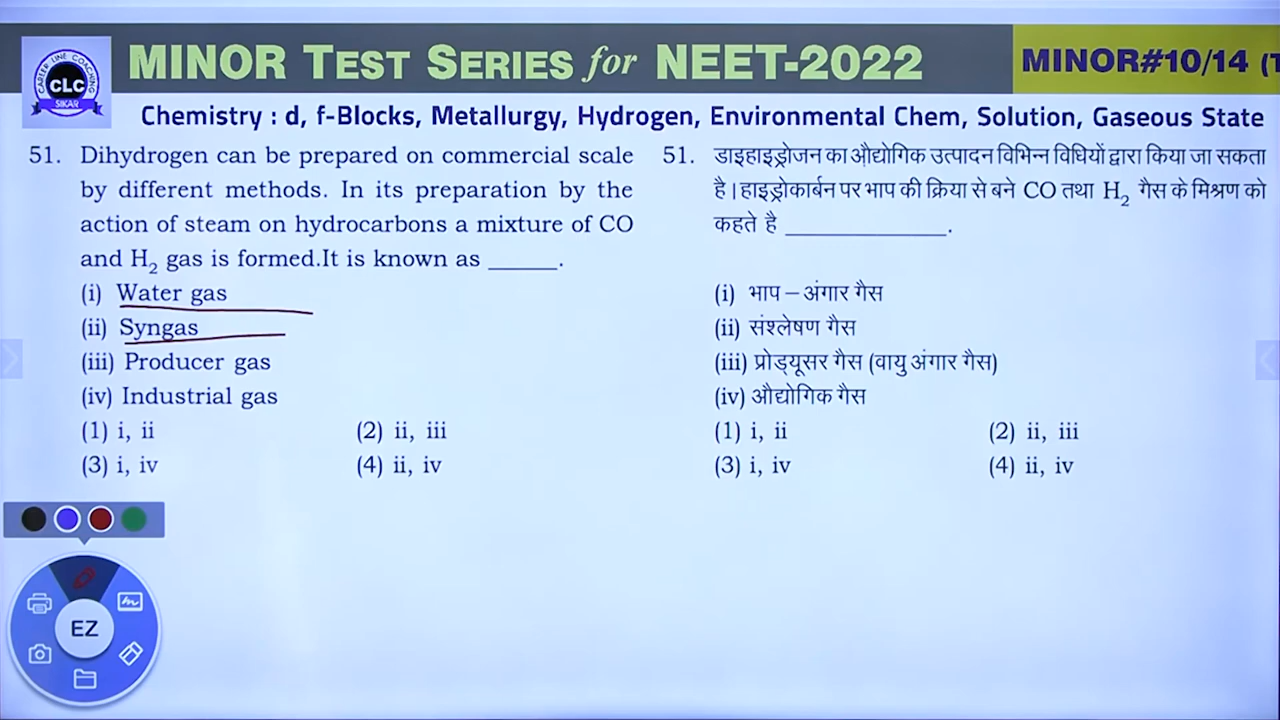 CAREER LINE COACHING
CLC
SIKAR
MINOR TEST SERIES for NEET-2022
MINOR#10/14 (T
Chemistry : d, f-Blocks, Metallurgy, Hydrogen, Environmental Chem, Solution, Gaseous State
51. Dihydrogen can be prepared on commercial scale
by different methods. In its preparation by the
action of steam on hydrocarbons a mixture of CO
and H₂ gas is formed.It is known as ______.
(i) Water gas
(ii) Syngas
(iii) Producer gas
(iv) Industrial gas
(1) i, ii (2) ii, iii
(3) i, iv (4) ii, iv
51. डाइहाइड्रोजन का औद्योगिक उत्पादन विभिन्न विधियों द्वारा किया जा सकता
है। हाइड्रोकार्बन पर भाप की क्रिया से बने CO तथा H₂ गैस के मिश्रण को
कहते है ______________.
(i) भाप – अंगार गैस
(ii) संश्लेषण गैस
(iii) प्रोड्यूसर गैस (वायु अंगार गैस)
(iv) औद्योगिक गैस
(1) i, ii (2) ii, iii
(3) i, iv (4) ii, iv
EZ